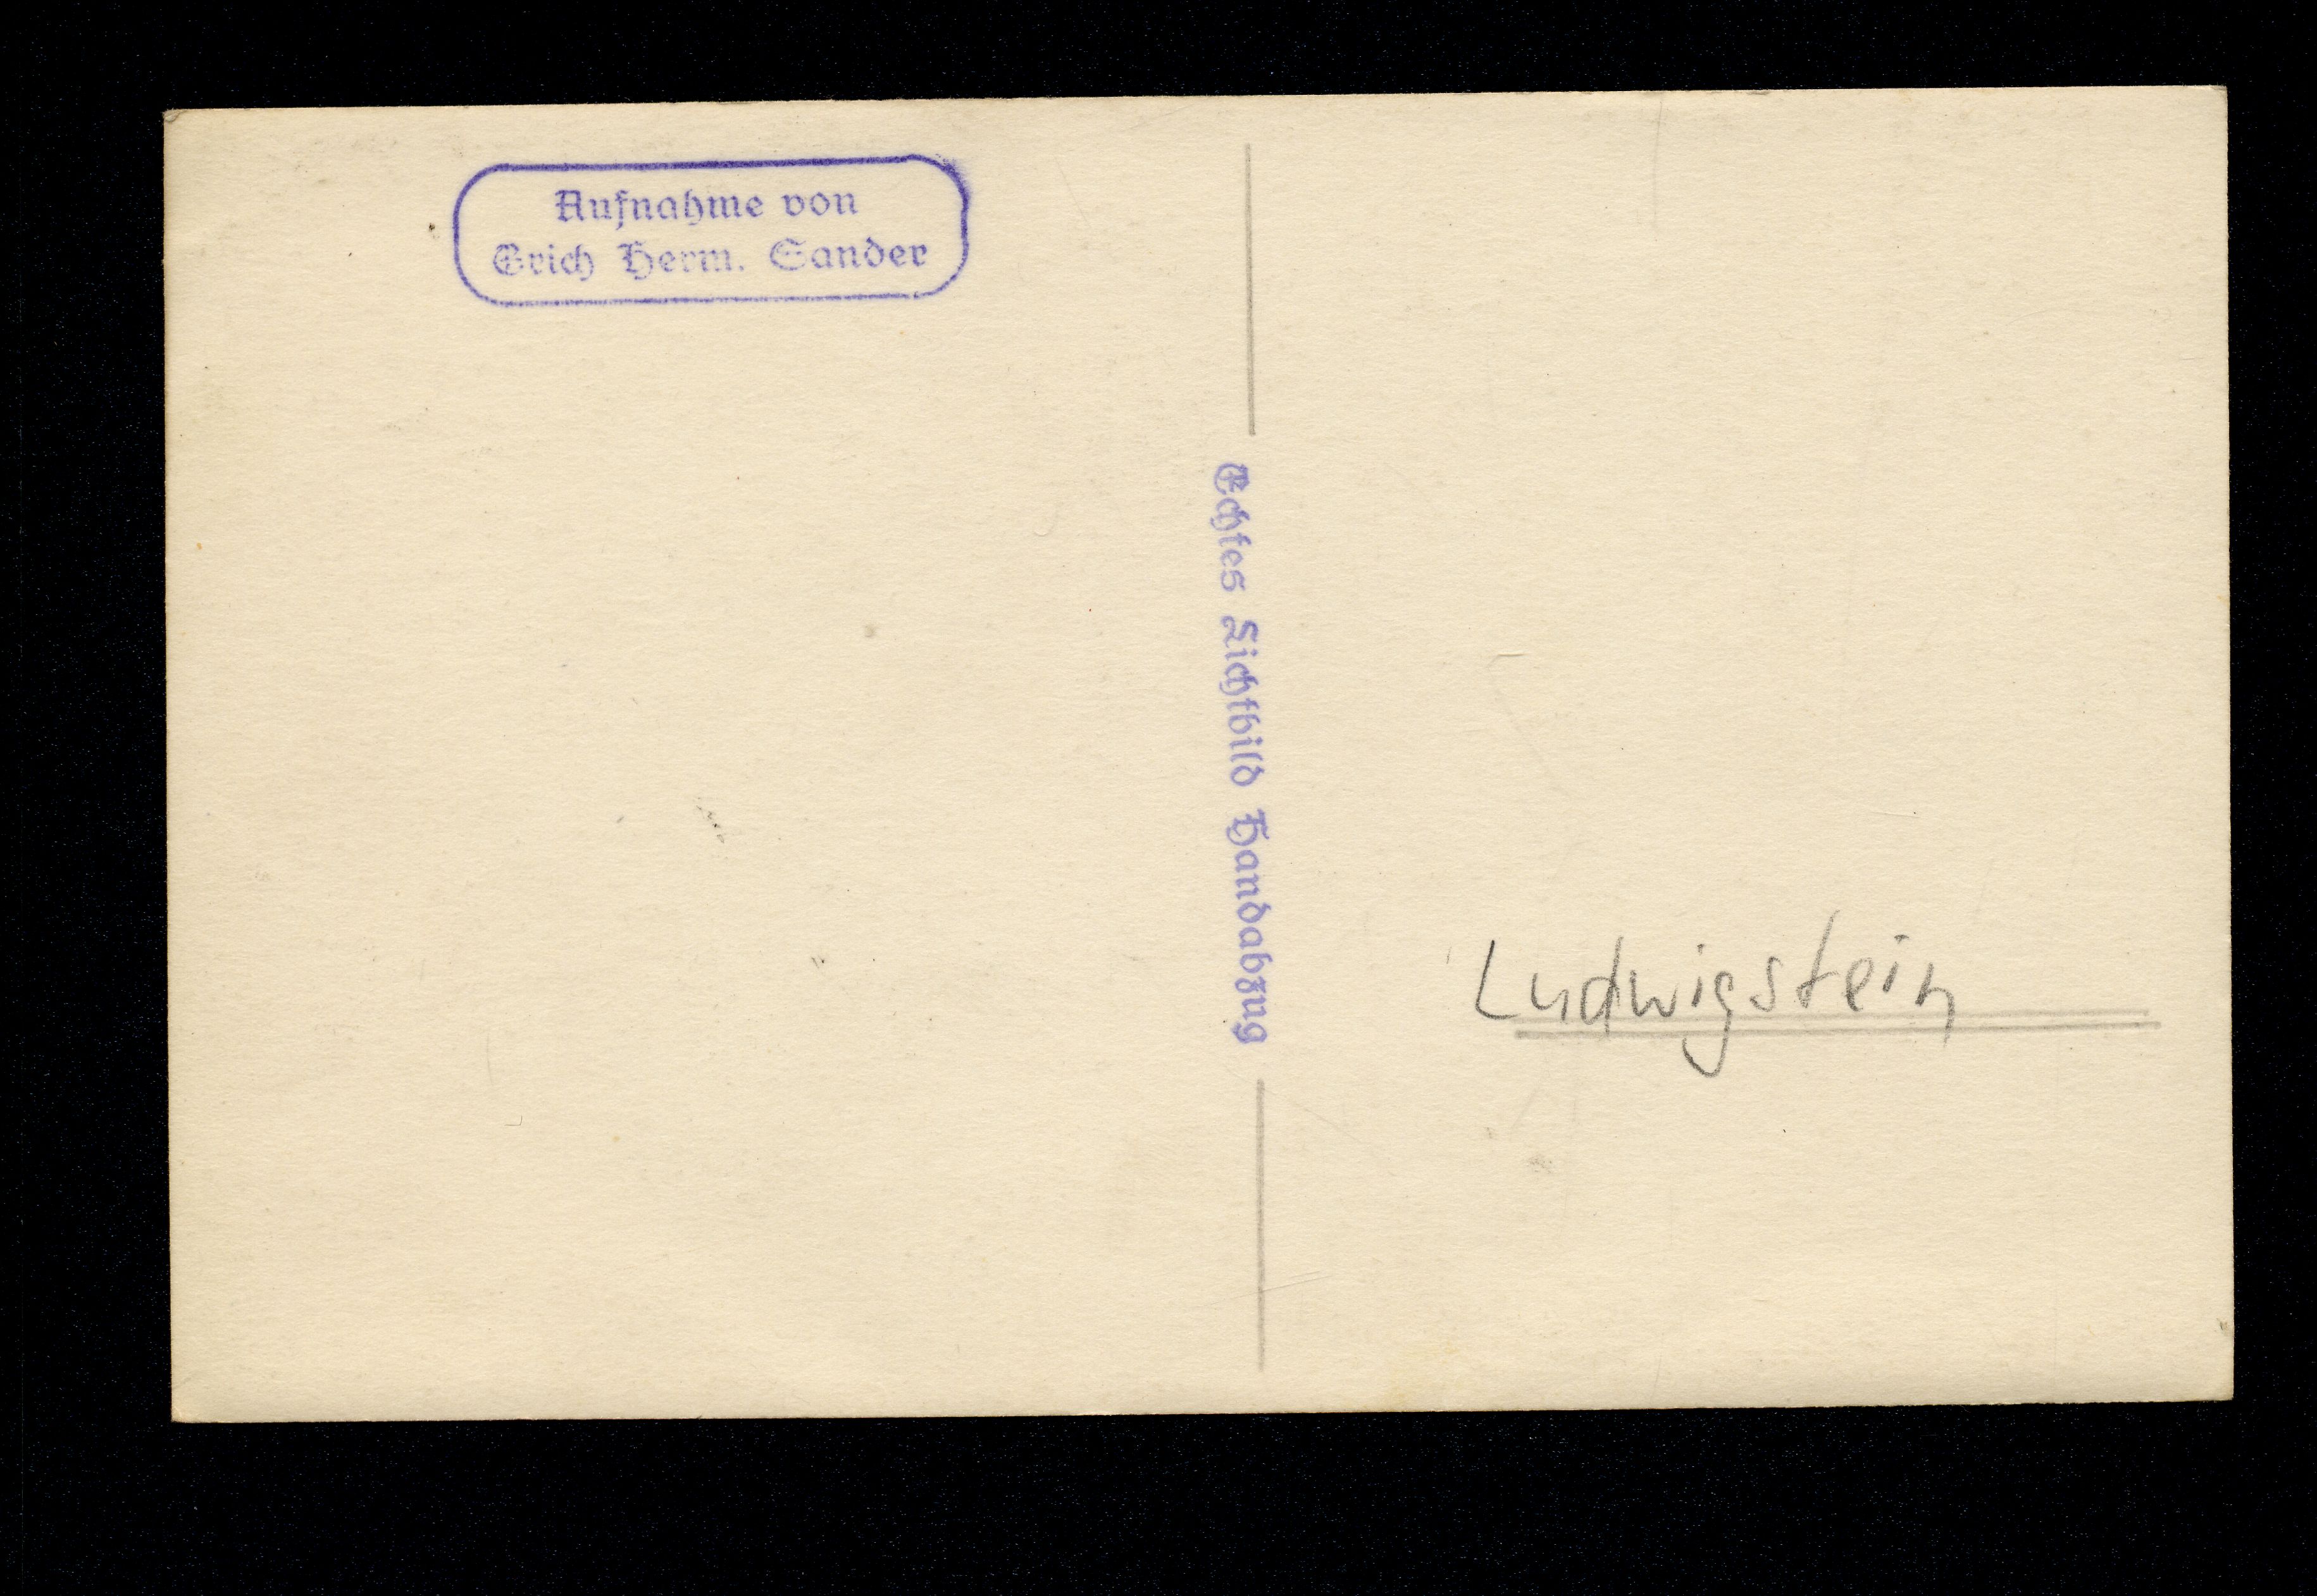 Aufnahme von
Erich Herm. Sander
Echtes Lichtbild Handabzug
Ludwigstein